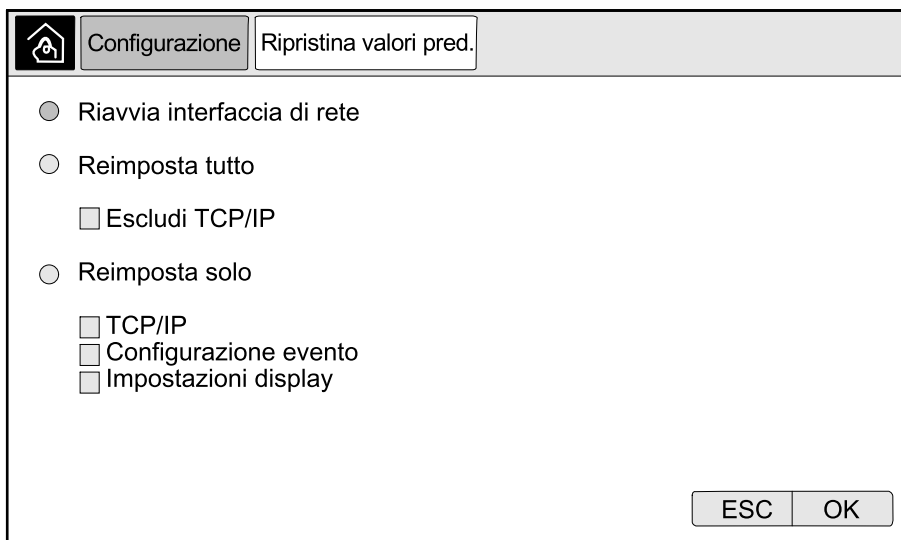 Configurazione Ripristina valori pred.
Riavvia interfaccia di rete
Reimposta tutto
Escludi TCP/IP
Reimposta solo
TCP/IP
Configurazione evento
Impostazioni display
ESC OK